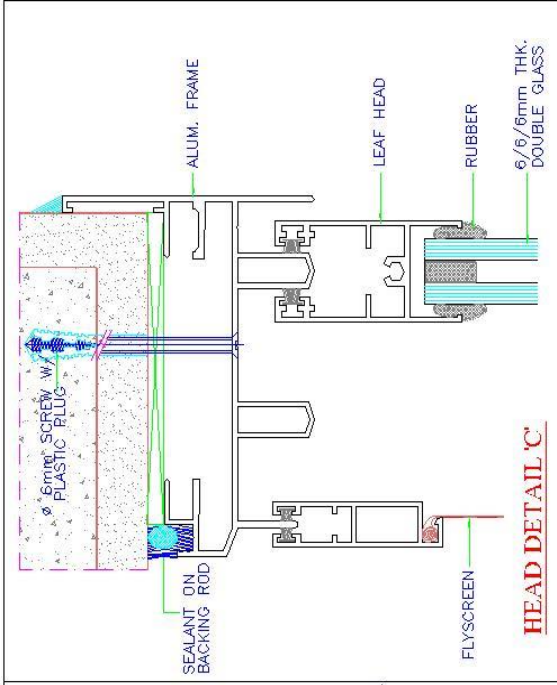 Ø 6mm SCREW W/
PLASTIC PLUG
ALUM. FRAME
LEAF HEAD
RUBBER
6/6/6mm THK.
DOUBLE GLASS
SEALANT ON
BACKING ROD
FLYSCREEN
HEAD DETAIL 'C'